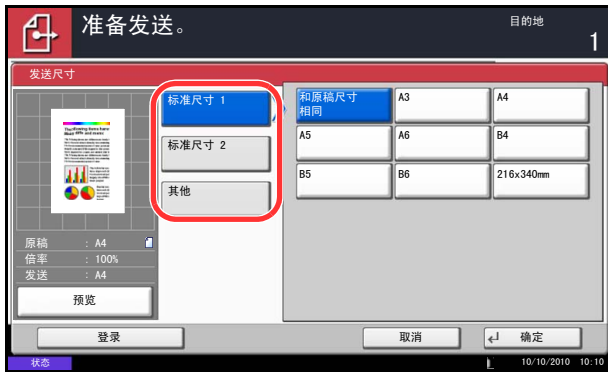 准备发送。
目的地
1
发送尺寸
标准尺寸 1
标准尺寸 2
其他
和原稿尺寸
相同
A3
A4
A5
A6
B4
B5
B6
216x340mm
原稿 : A4
倍率 : 100%
发送 : A4
预览
登录
取消
确定
状态
10/10/2010 10:10